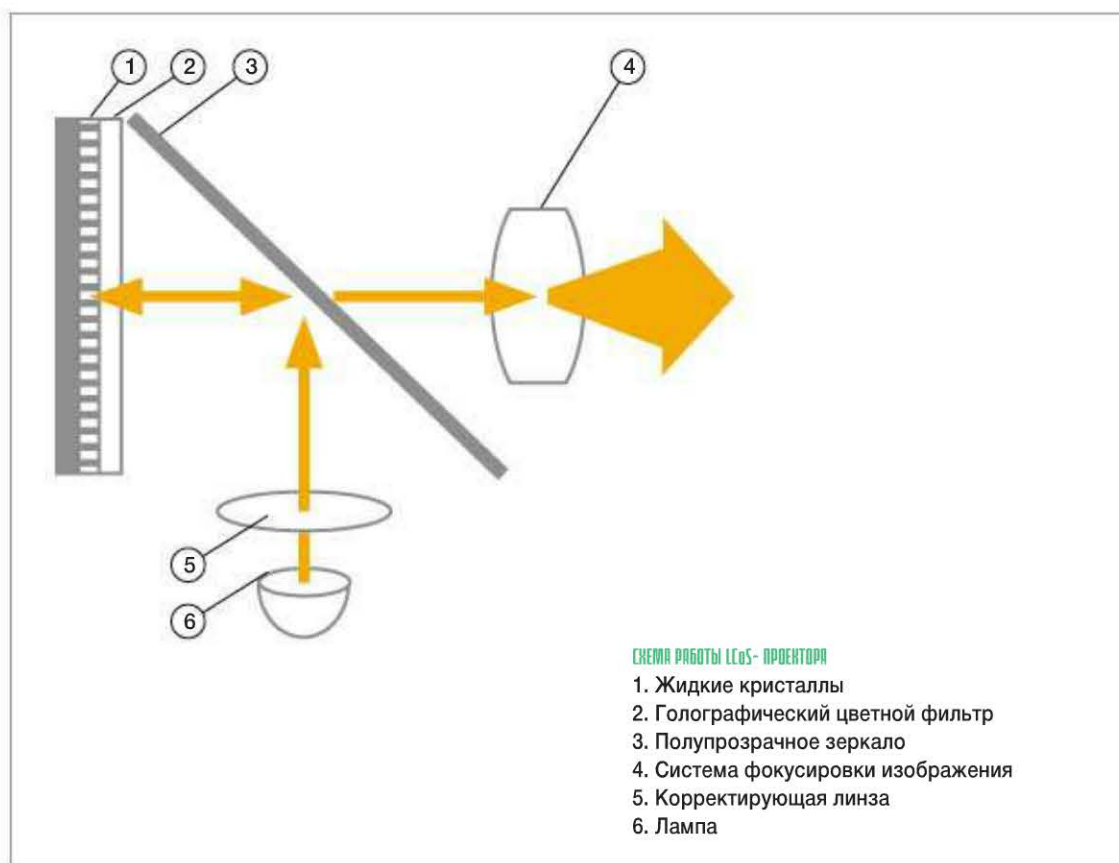 1 2 3 4
5
6
СХЕМА РАБОТЫ LCoS- ПРОЕКТОРА
1. Жидкие кристаллы
2. Голографический цветной фильтр
3. Полупрозрачное зеркало
4. Система фокусировки изображения
5. Корректирующая линза
6. Лампа